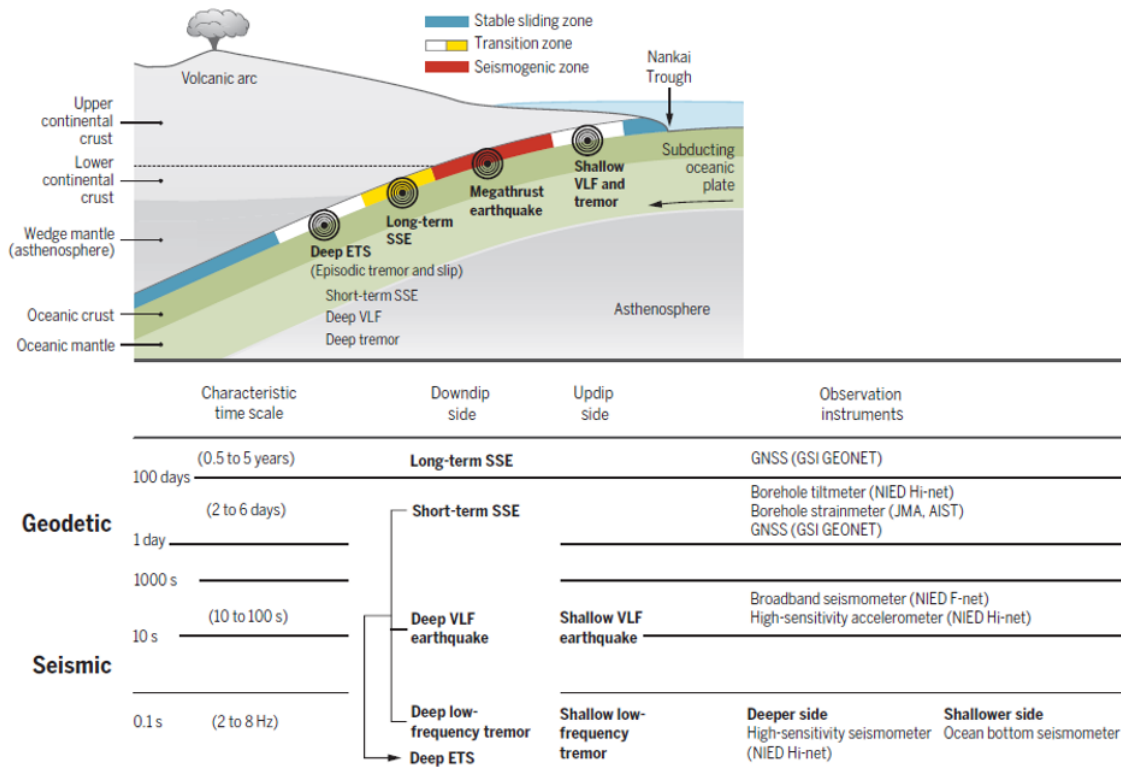 Stable sliding zone
Transition zone
Seismogenic zone
Nankai
Trough
Volcanic arc
Upper
continental
crust
Lower
continental
crust
Wedge mantle
(asthenosphere)
Oceanic crust
Oceanic mantle
Subducting
oceanic
plate
Shallow
VLF and
tremor
Megathrust
earthquake
Long-term
SSE
Deep ETS
(Episodic tremor and slip)
Short-term SSE
Deep VLF
Deep tremor
Asthenosphere
Characteristic
time scale
Downdip
side
Updip
side
Observation
instruments
Geodetic
Seismic
(0.5 to 5 years)
Long-term SSE
GNSS (GSI GEONET)
100 days
(2 to 6 days)
Short-term SSE
Borehole tiltmeter (NIED Hi-net)
Borehole strainmeter (JMA, AIST)
GNSS (GSI GEONET)
1 day
1000 s
(10 to 100 s)
Deep VLF
earthquake
Shallow VLF
earthquake
Broadband seismometer (NIED F-net)
High-sensitivity accelerometer (NIED Hi-net)
10 s
0.1 s
(2 to 8 Hz)
Deep low-
frequency tremor
Deep ETS
Shallow low-
frequency
tremor
Deeper side
High-sensitivity seismometer
(NIED Hi-net)
Shallower side
Ocean bottom seismometer